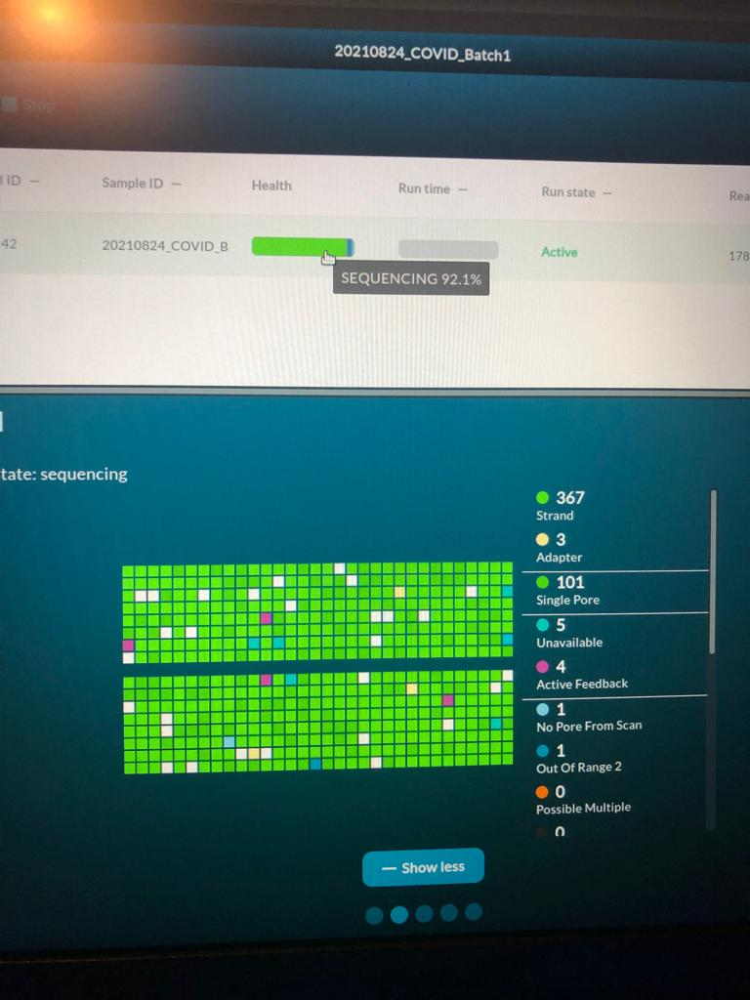 20210824_COVID_Batch1
Stop
ID — Sample ID — Health Run time — Run state — Rea
42 20210824_COVID_B Active 178
SEQUENCING 92.1%
tate: sequencing
367
Strand
3
Adapter
101
Single Pore
5
Unavailable
4
Active Feedback
1
No Pore From Scan
1
Out Of Range 2
0
Possible Multiple
0
— Show less